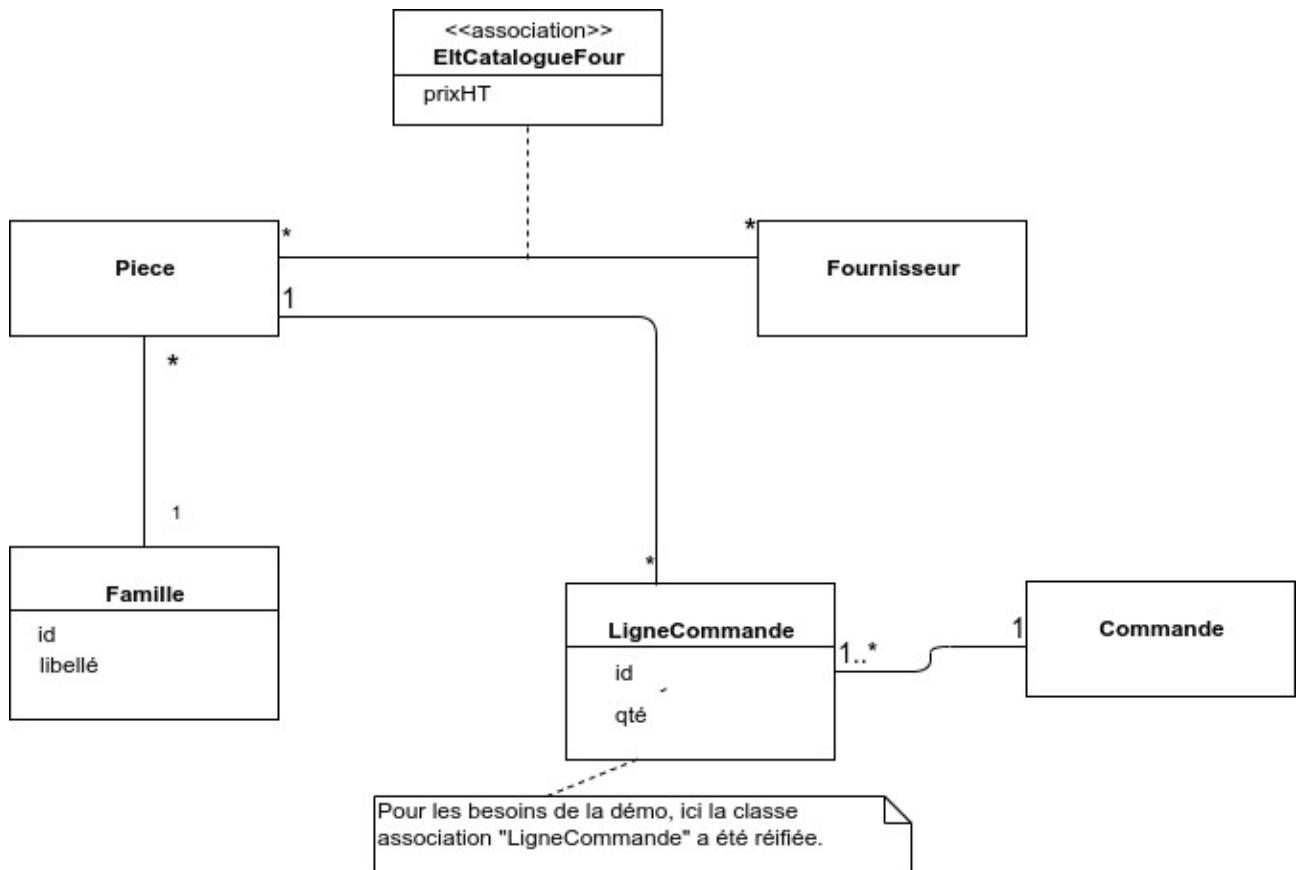 <<association>>
EltCatalogueFour
prixHT
* *
Piece Fournisseur
1
*
1
Famille
id
libellé
*
LigneCommande
id
qté
1..* 1
Commande
Pour les besoins de la démo, ici la classe
association "LigneCommande" a été réifiée.